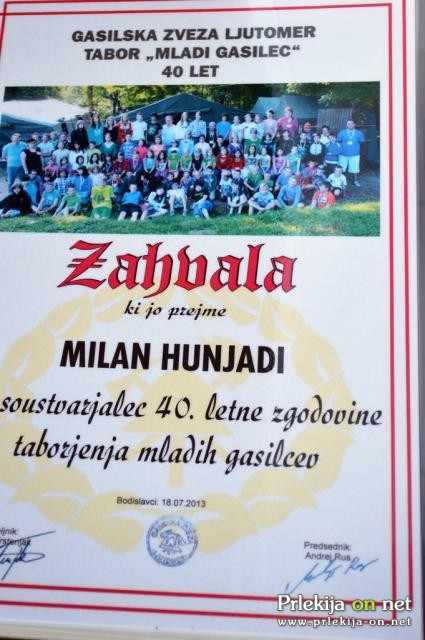 GASILSKA ZVEZA LJUTOMER
TABOR „MLADI GASILEC“
40 LET
Zahvala
ki jo prejme
MILAN HUNJADI
soustvarjalec 40. letne zgodovine
taborjenja mladih gasilcev
Bodislavci: 18.07.2013
Predsednik:
Andrej Rus
Prlekija on net
www.prlekija-on.net